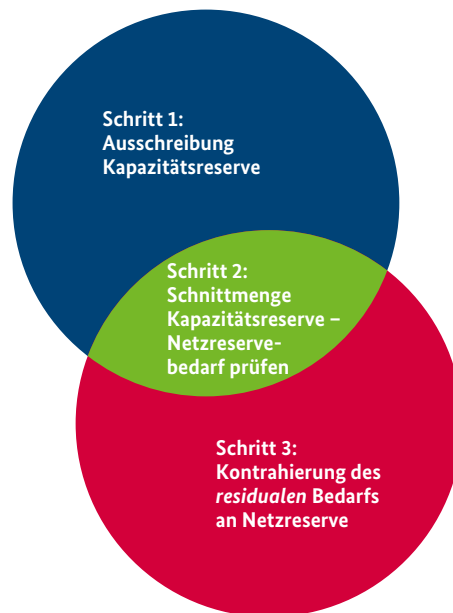 Schritt 1:
Ausschreibung
Kapazitätsreserve
Schritt 2:
Schnittmenge
Kapazitätsreserve –
Netzreserve-
bedarf prüfen
Schritt 3:
Kontrahierung des
residualen Bedarfs
an Netzreserve